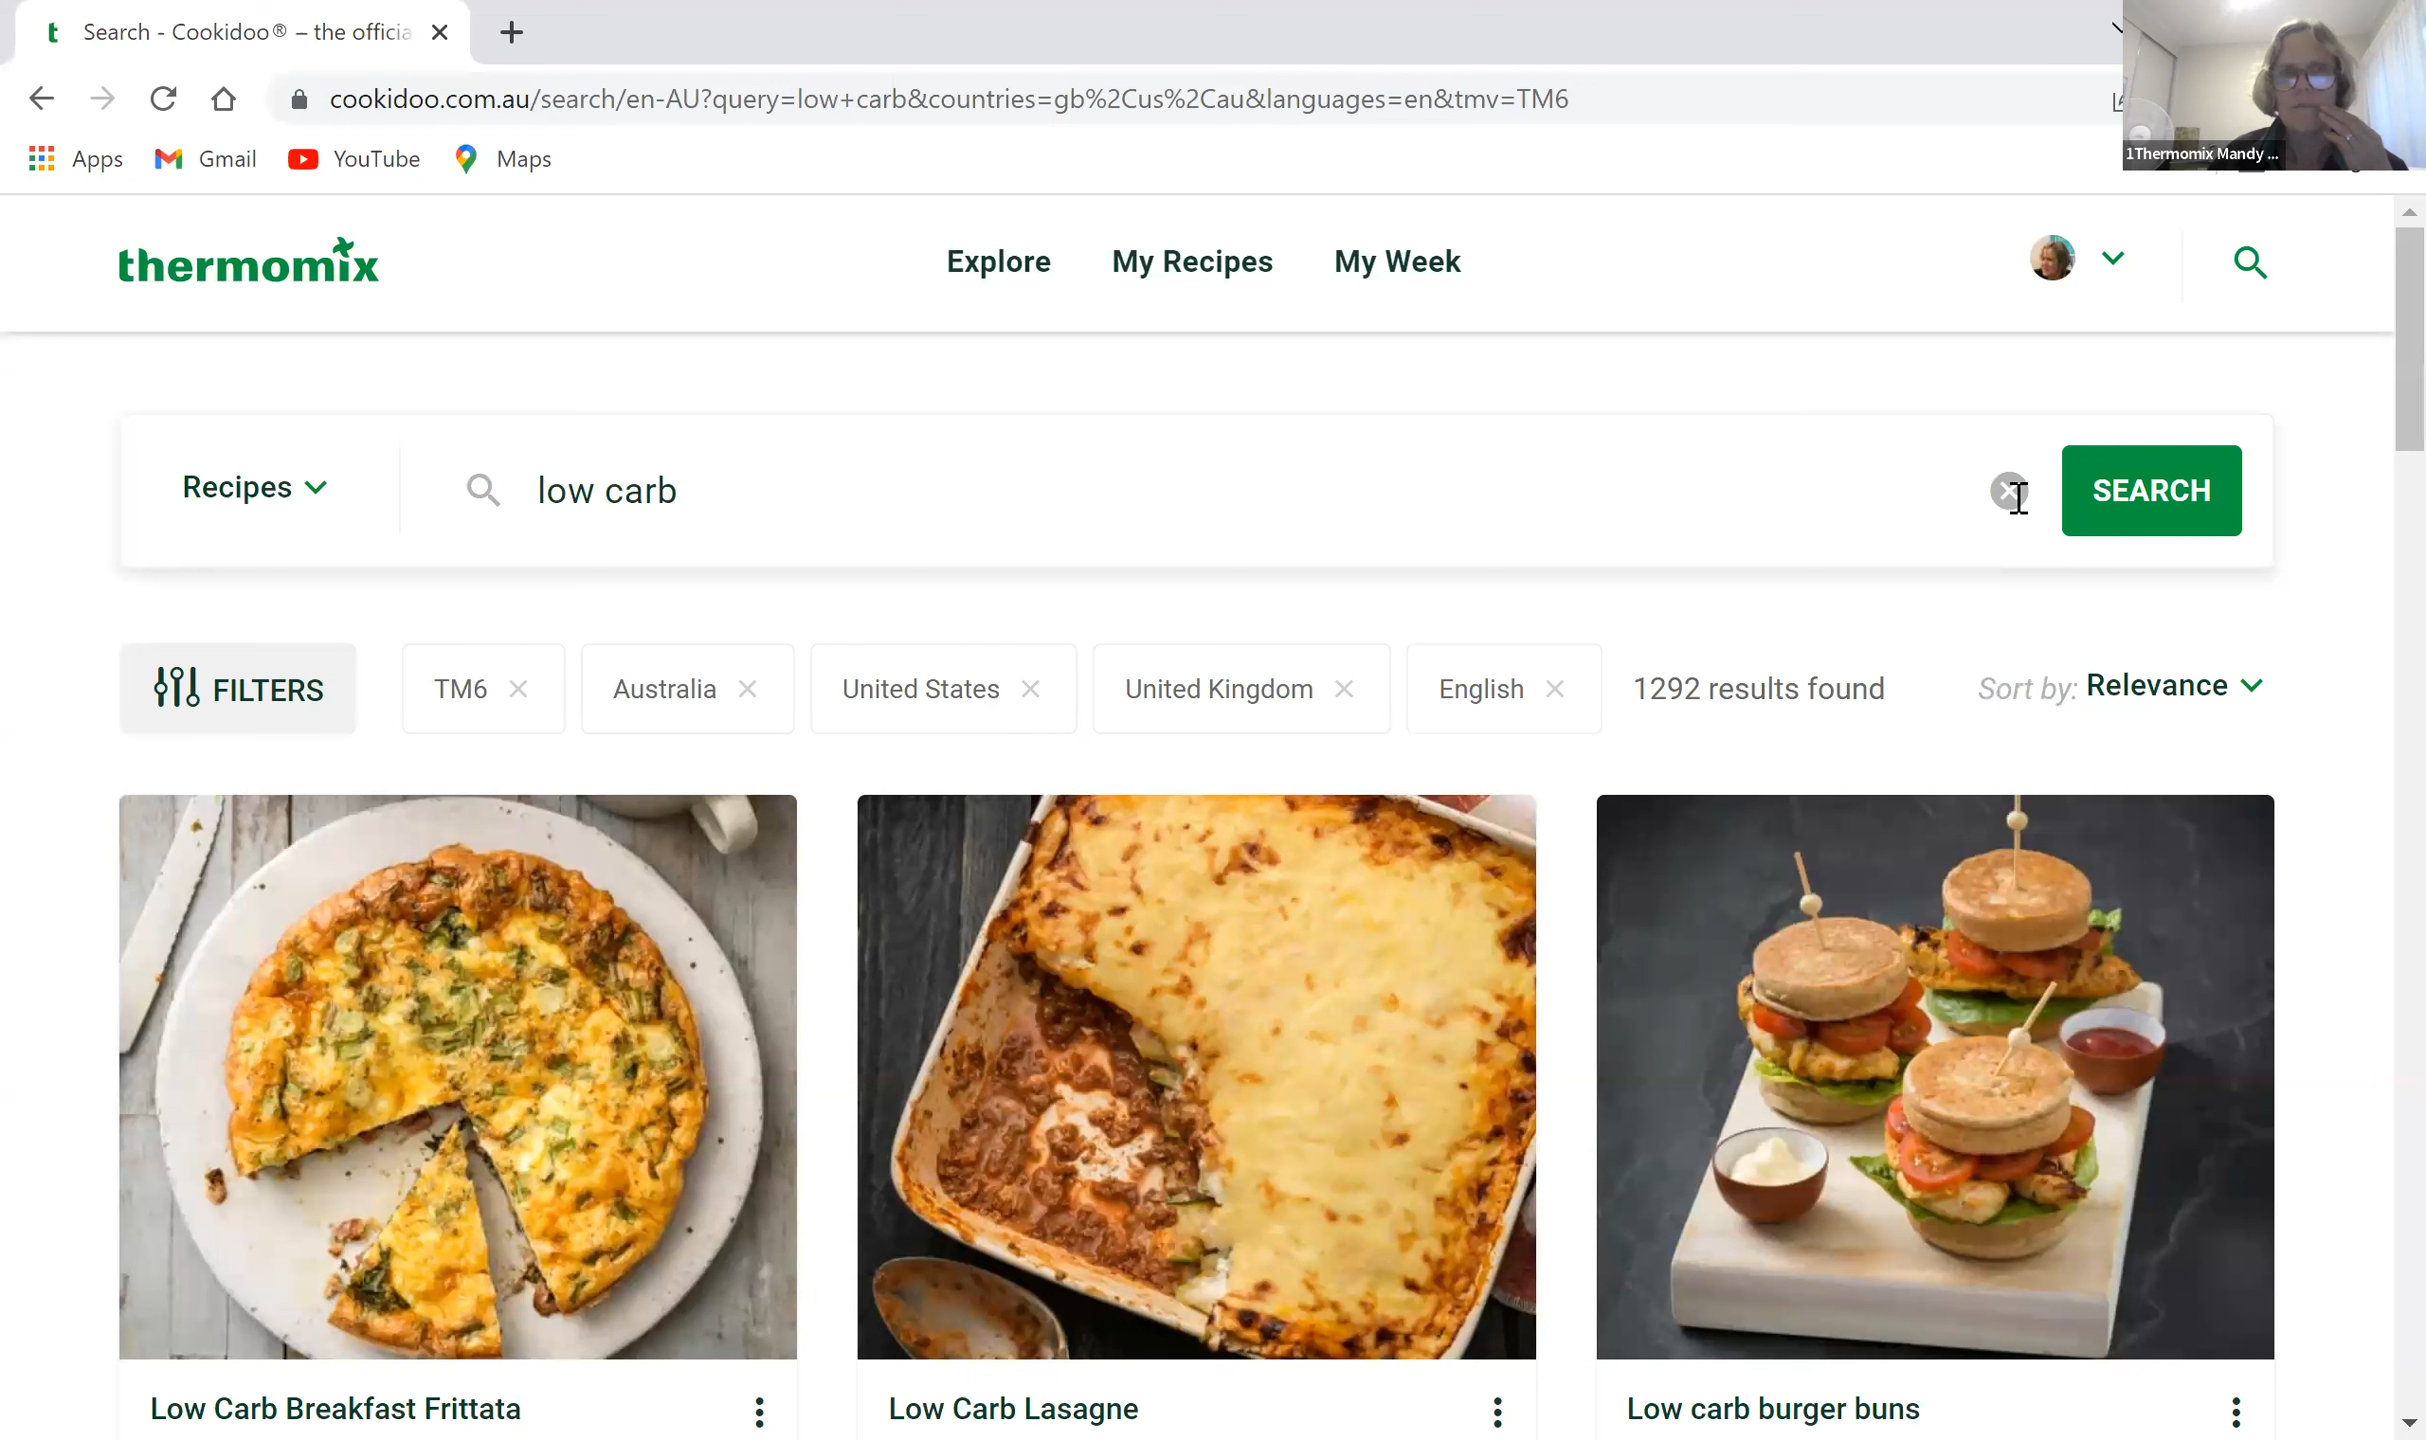 Search - Cookidoo® – the officia
cookidoo.com.au/search/en-AU?query=low+carb&countries=gb%2Cus%2Cau&languages=en&tmv=TM6
Apps Gmail YouTube Maps
1Thermomix Mandy ...
thermomix
Explore My Recipes My Week
Recipes low carb SEARCH
FILTERS TM6 Australia United States United Kingdom English 1292 results found Sort by: Relevance
Low Carb Breakfast Frittata Low Carb Lasagne Low carb burger buns